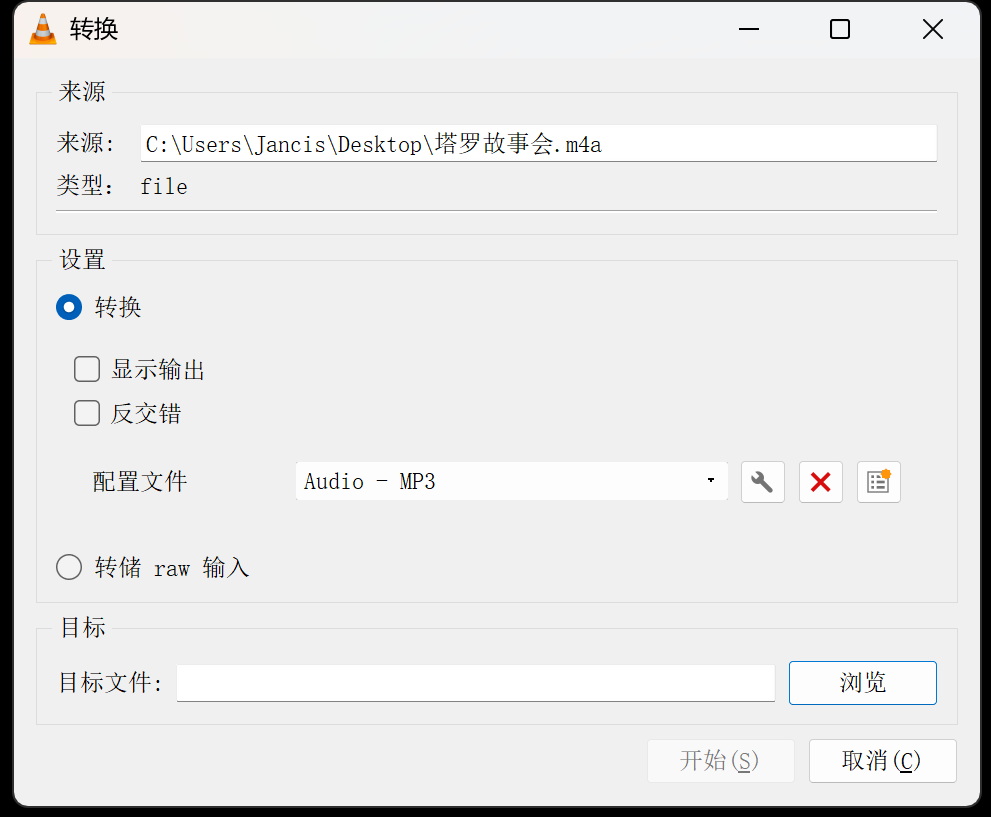 转换
来源
来源: C:\Users\Jancis\Desktop\塔罗故事会.m4a
类型: file
设置
转换
显示输出
反交错
配置文件 Audio - MP3
转储 raw 输入
目标
目标文件: 浏览
开始(S) 取消(C)